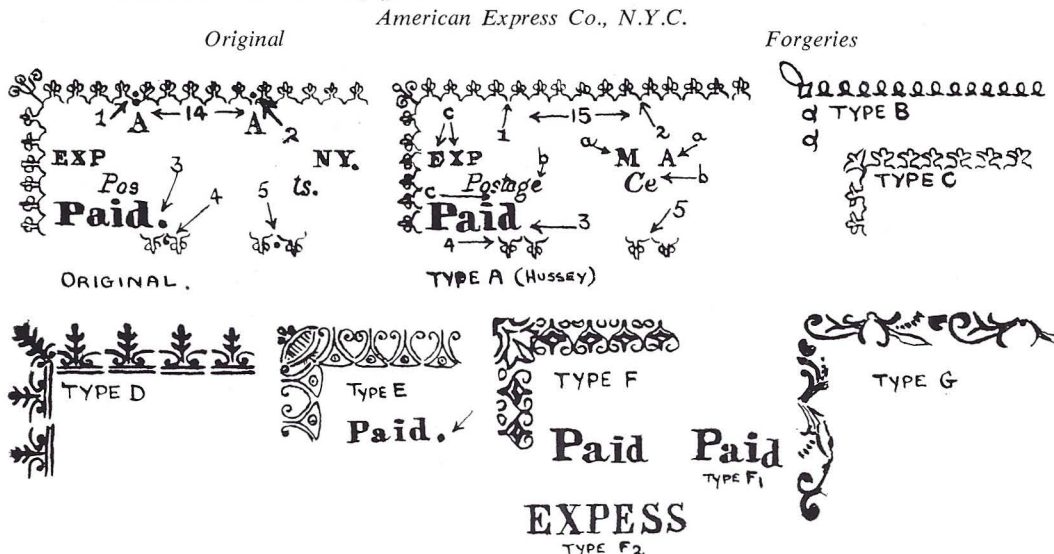 American Express Co., N.Y.C.
Original
Forgeries
1 A 14 A 2
EXP NY.
Pos 3 ts.
Paid. 4 5
ORIGINAL.
c 1 15 2
EXP a M A a
Postage b Ce b
c
Paid 3
4 5
TYPE A (HUSSEY)
TYPE B
TYPE C
TYPE D
TYPE E
Paid.
TYPE F
Paid
Paid
TYPE F1
EXPESS
TYPE F2
TYPE G